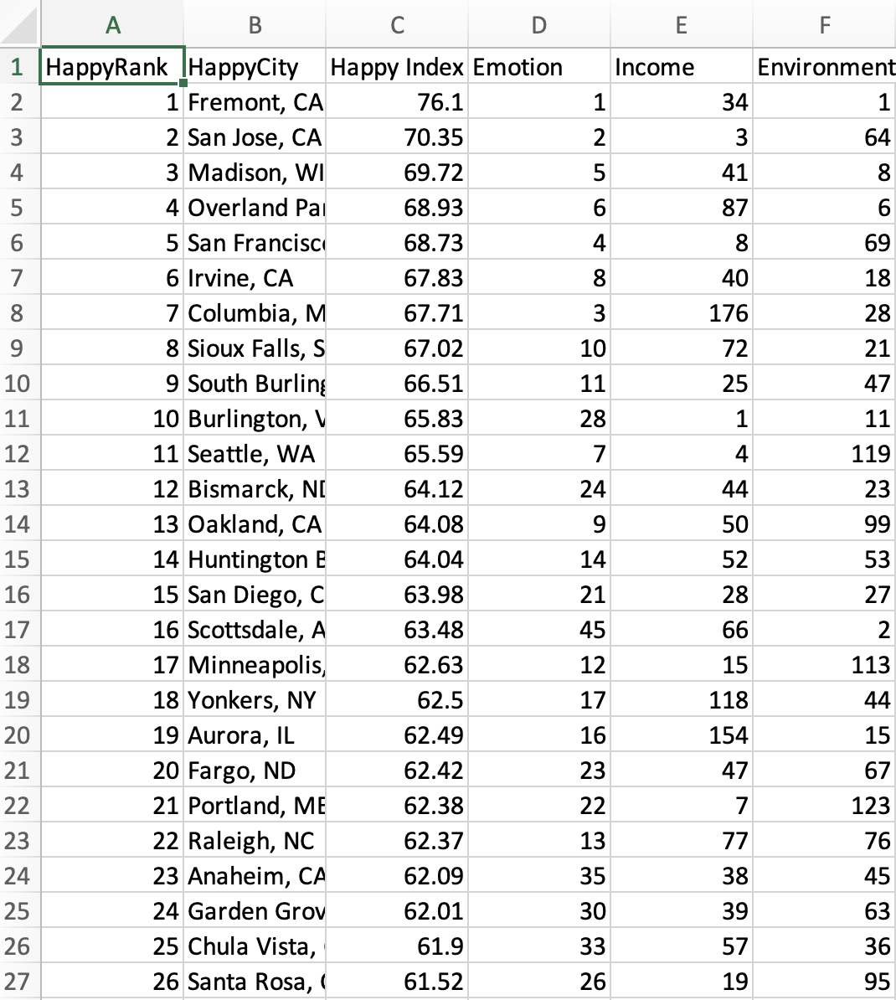 A B C D E F
1 HappyRank HappyCity Happy Index Emotion Income Environment
2 1 Fremont, CA 76.1 1 34 1
3 2 San Jose, CA 70.35 2 3 64
4 3 Madison, WI 69.72 5 41 8
5 4 Overland Par 68.93 6 87 6
6 5 San Francisc 68.73 4 8 69
7 6 Irvine, CA 67.83 8 40 18
8 7 Columbia, M 67.71 3 176 28
9 8 Sioux Falls, S 67.02 10 72 21
10 9 South Burling 66.51 11 25 47
11 10 Burlington, V 65.83 28 1 11
12 11 Seattle, WA 65.59 7 4 119
13 12 Bismarck, ND 64.12 24 44 23
14 13 Oakland, CA 64.08 9 50 99
15 14 Huntington B 64.04 14 52 53
16 15 San Diego, C 63.98 21 28 27
17 16 Scottsdale, A 63.48 45 66 2
18 17 Minneapolis, 62.63 12 15 113
19 18 Yonkers, NY 62.5 17 118 44
20 19 Aurora, IL 62.49 16 154 15
21 20 Fargo, ND 62.42 23 47 67
22 21 Portland, ME 62.38 22 7 123
23 22 Raleigh, NC 62.37 13 77 76
24 23 Anaheim, CA 62.09 35 38 45
25 24 Garden Grov 62.01 30 39 63
26 25 Chula Vista, 61.9 33 57 36
27 26 Santa Rosa, 61.52 26 19 95